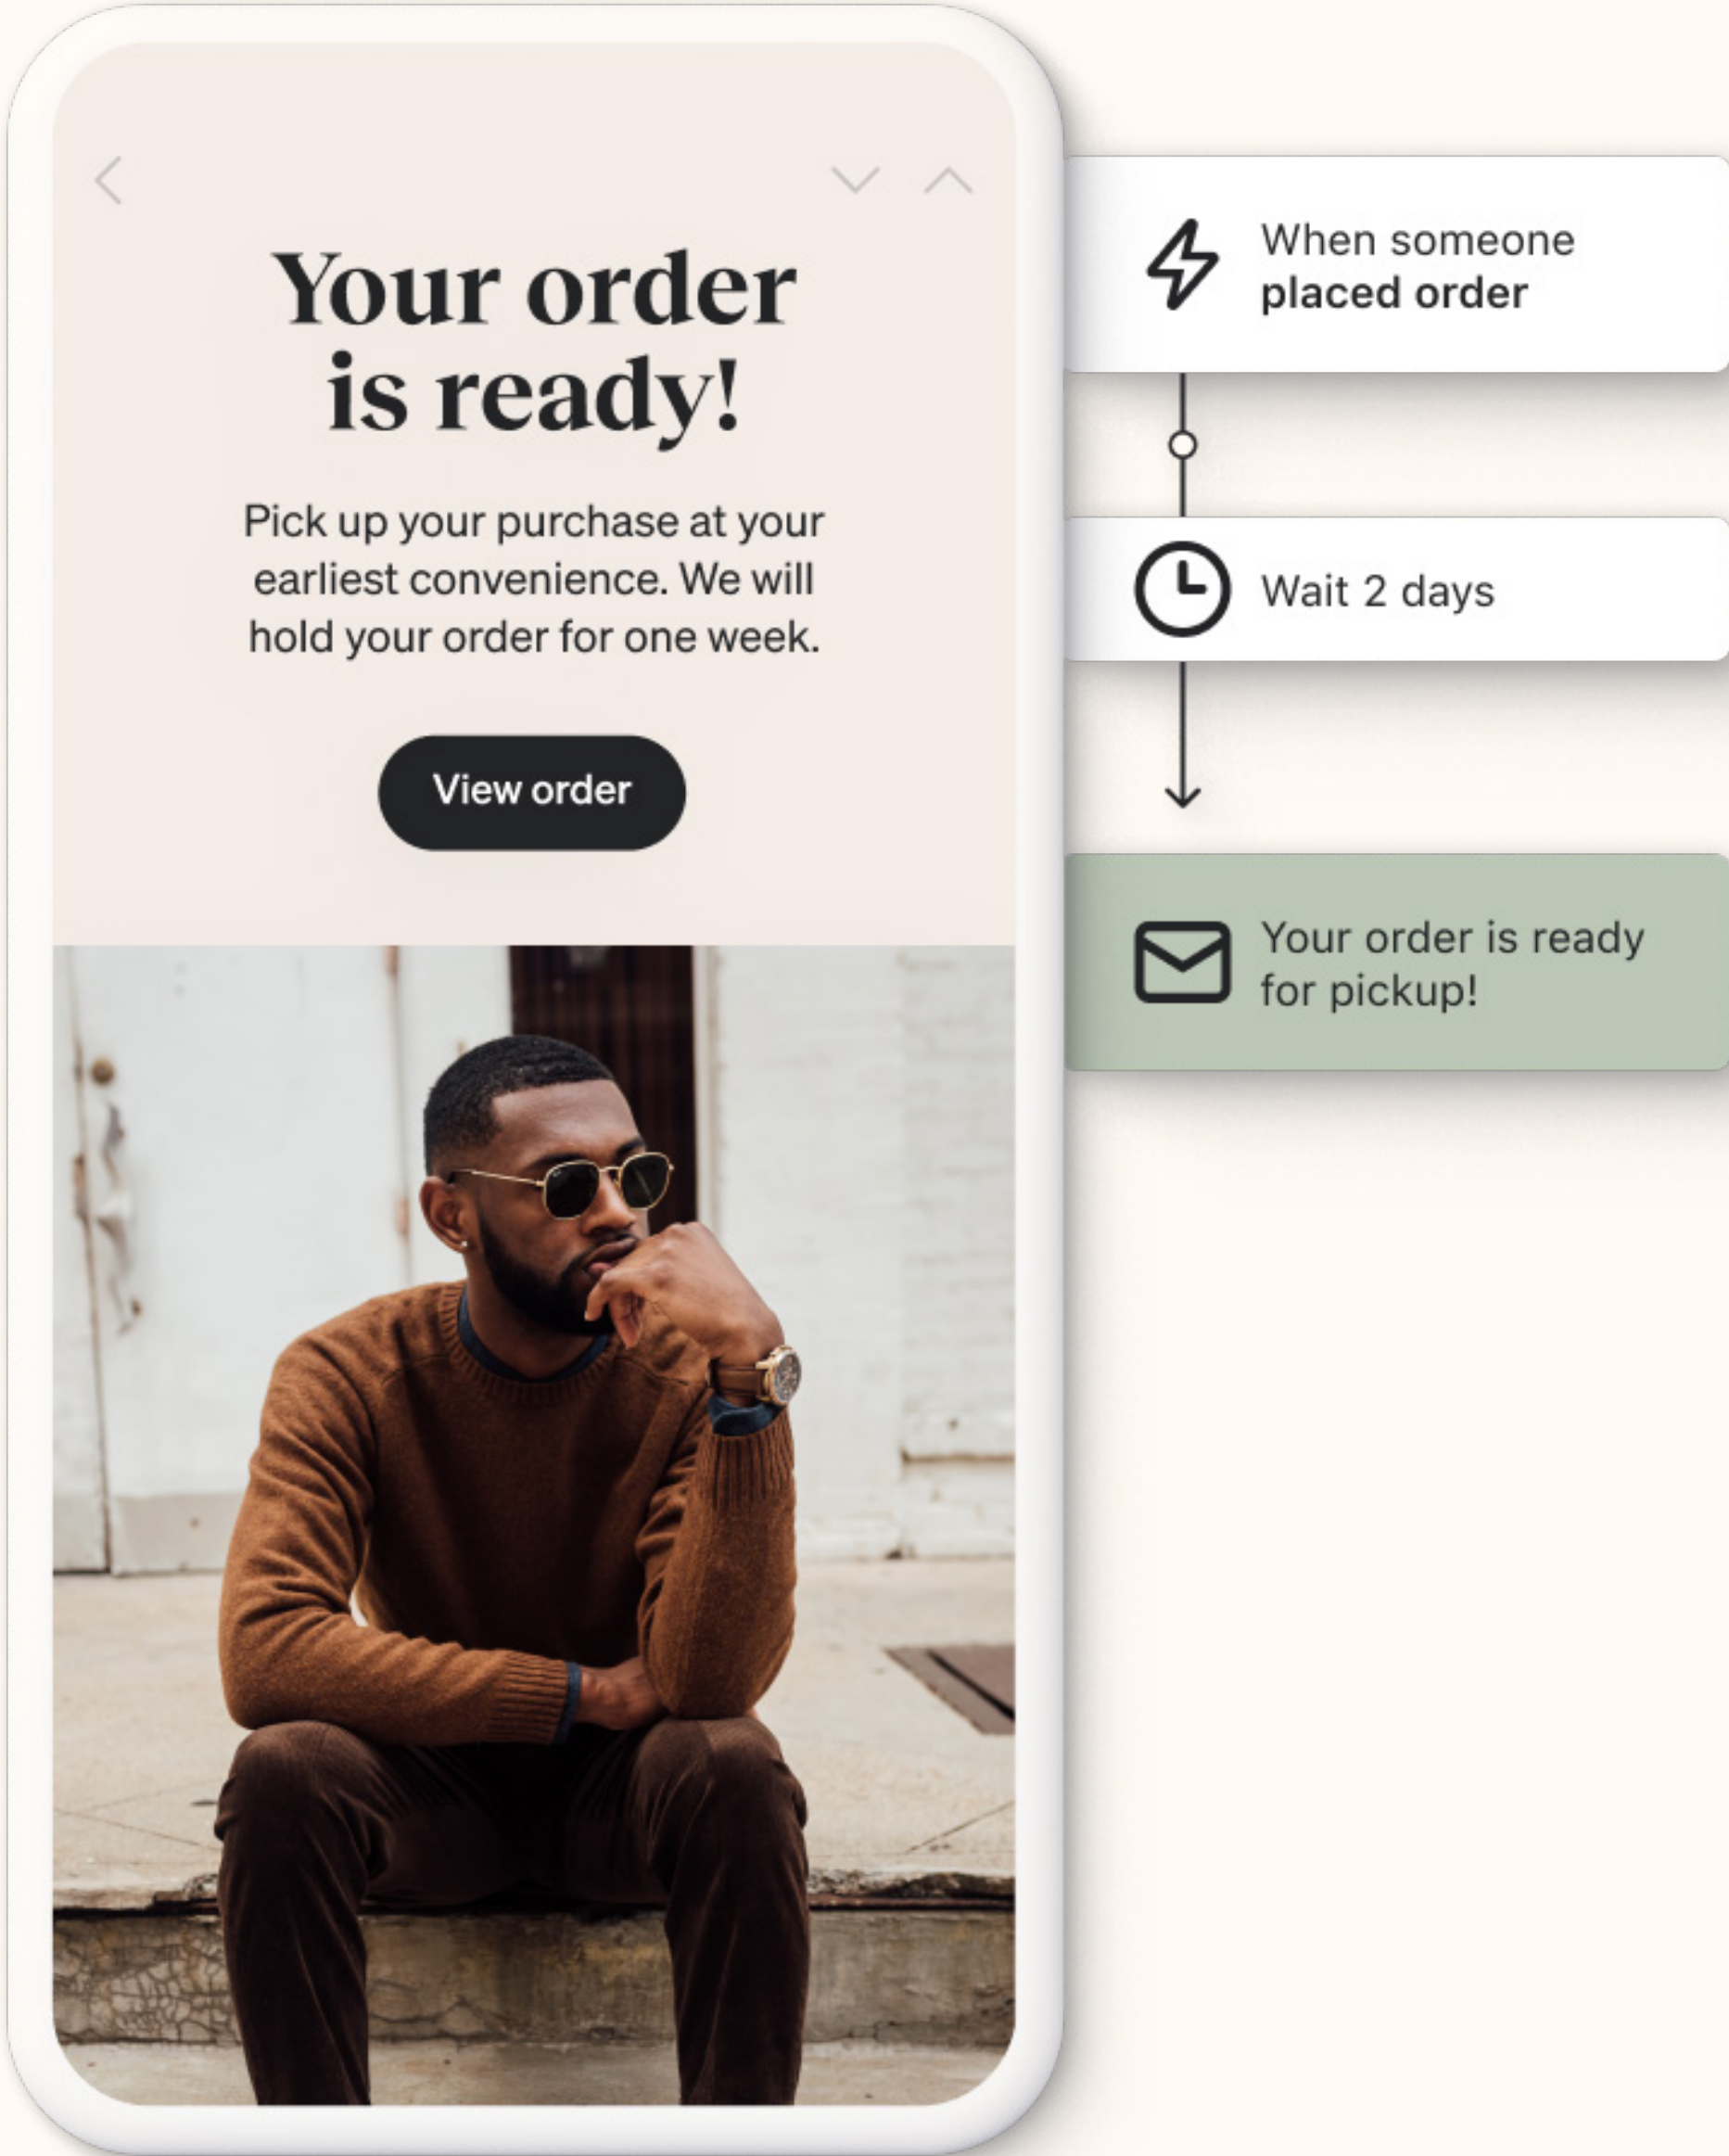 Your order
is ready!
Pick up your purchase at your
earliest convenience. We will
hold your order for one week.
View order
When someone
placed order
Wait 2 days
Your order is ready
for pickup!